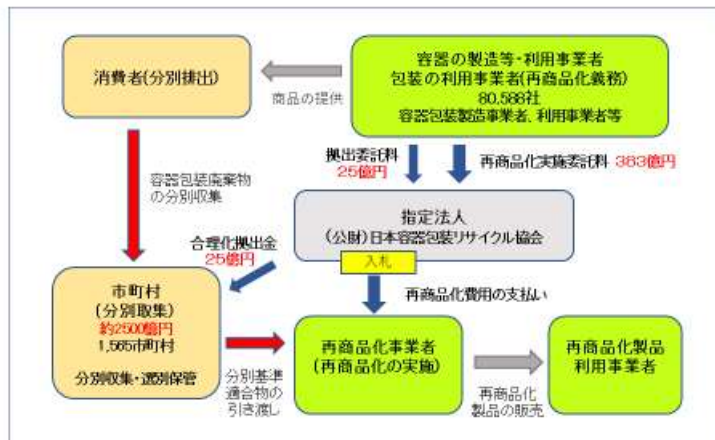 容器の製造等・利用事業者
包装の利用事業者(再商品化義務)
80,588社
容器包装製造事業者、利用事業者等
消費者(分別排出)
商品の提供
拠出委託料
25億円
再商品化実施委託料 383億円
容器包装廃棄物
の分別収集
指定法人
(公財)日本容器包装リサイクル協会
入札
合理化拠出金
25億円
再商品化費用の支払い
市町村
(分別収集)
約2500億円
1,565市町村
分別収集・選別保管
分別基準
適合物の
引き渡し
再商品化事業者
(再商品化の実施)
再商品化
製品の販売
再商品化製品
利用事業者